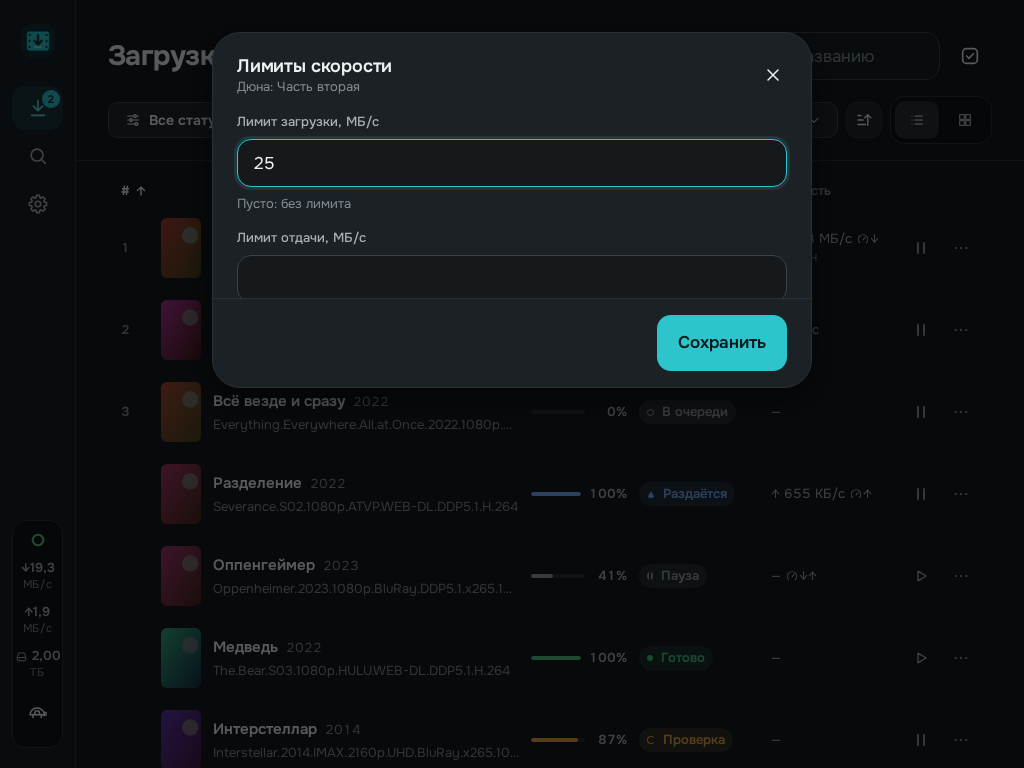 Лимиты скорости
Дюна: Часть вторая
Лимит загрузки, МБ/с
25
Пусто: без лимита
Лимит отдачи, МБ/с
Сохранить
2
↓19,3
МБ/с
↑1,9
МБ/с
2,00
ТБ
Все
# ↑
1
МБ/с
2
3
Всё везде и сразу 2022
Everything.Everywhere.All.at.Once.2022.1080p....
0%
В очереди
—
Разделение 2022
Severance.S02.1080p.ATVP.WEB-DL.DDP5.1.H.264
100%
Раздаётся
↑ 655 КБ/с
Оппенгеймер 2023
Oppenheimer.2023.1080p.BluRay.DDP5.1.x265.1...
41%
Пауза
—
Медведь 2022
The.Bear.S03.1080p.HULU.WEB-DL.DDP5.1.H.264
100%
Готово
—
Интерстеллар 2014
Interstellar.2014.IMAX.2160p.UHD.BluRay.x265.10...
87%
Проверка
—